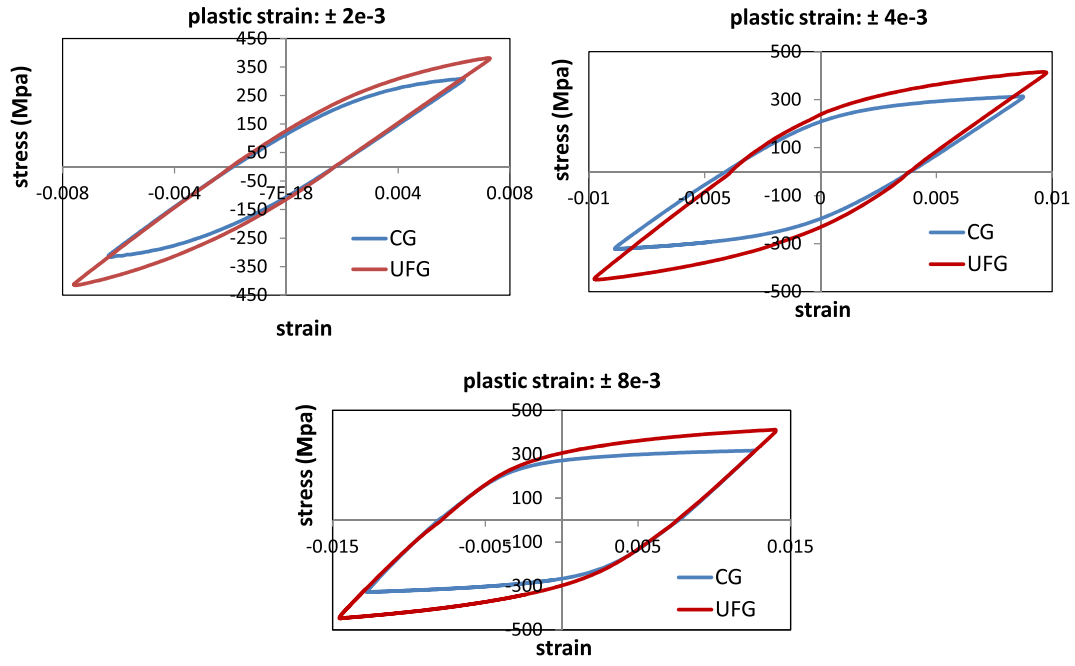 plastic strain: ± 2e-3
450
350
250
150
50
-50
-150
-250
-350
-450
-0.008 -0.004 -7E-18 0.004 0.008
stress (Mpa)
CG
UFG
strain
plastic strain: ± 4e-3
500
300
100
-100
-300
-500
-0.01 -0.005 0 0.005 0.01
stress (Mpa)
CG
UFG
strain
plastic strain: ± 8e-3
500
300
100
-100
-300
-500
-0.015 -0.005 0.005 0.015
stress (Mpa)
CG
UFG
strain